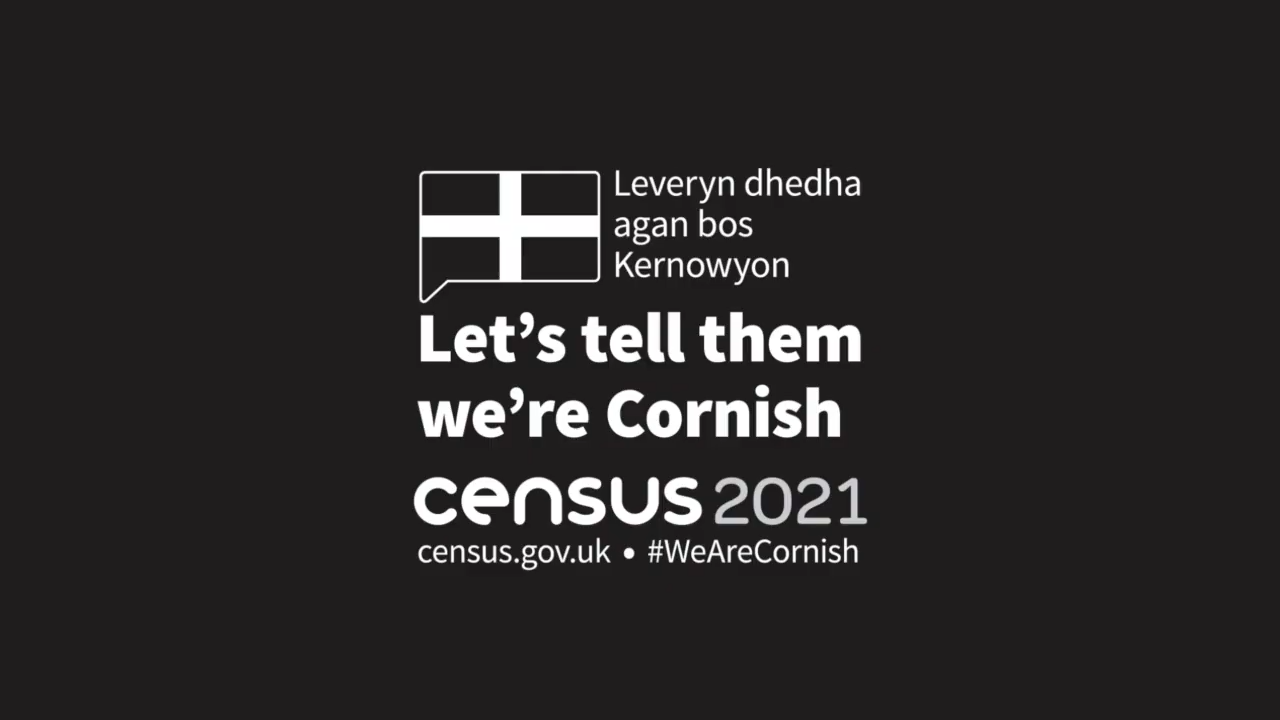 Leveryn dhedha
agan bos
Kernowyon
Let’s tell them
we’re Cornish
census 2021
census.gov.uk • #WeAreCornish